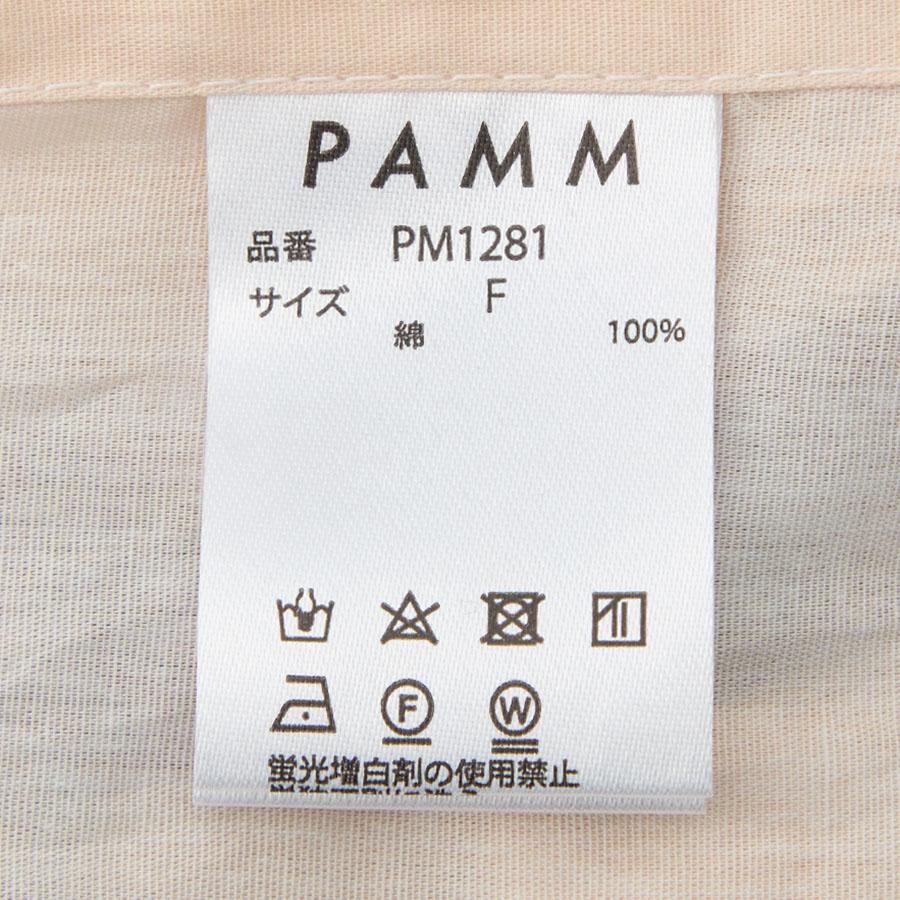 PAMM
品番 PM1281
サイズ F
綿 100%
F W
蛍光増白剤の使用禁止